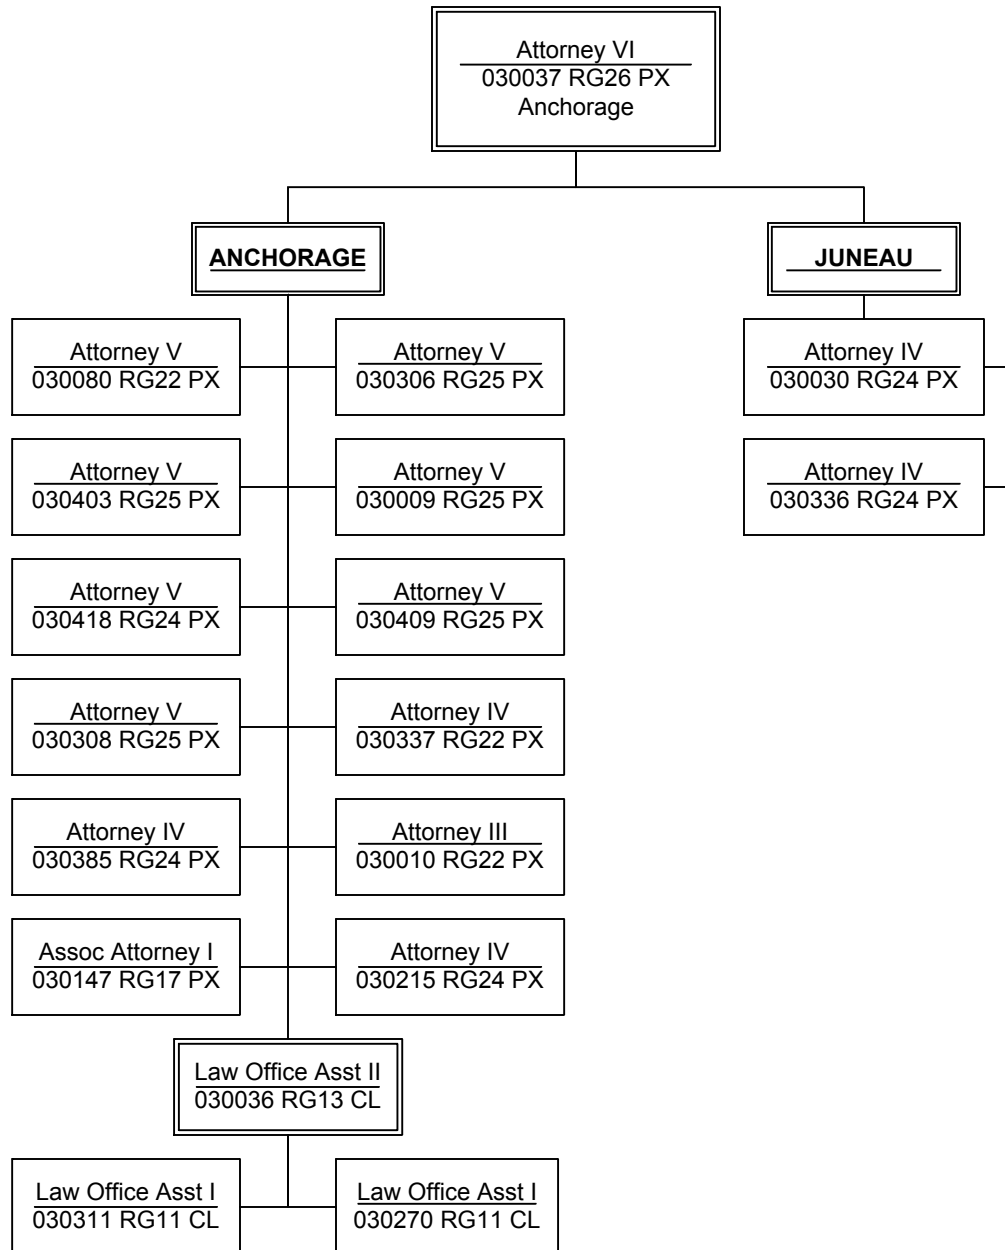 Attorney VI
030037 RG26 PX
Anchorage
ANCHORAGE
JUNEAU
Attorney V
030080 RG22 PX
Attorney V
030306 RG25 PX
Attorney IV
030030 RG24 PX
Attorney V
030403 RG25 PX
Attorney V
030009 RG25 PX
Attorney IV
030336 RG24 PX
Attorney V
030418 RG24 PX
Attorney V
030409 RG25 PX
Attorney V
030308 RG25 PX
Attorney IV
030337 RG22 PX
Attorney IV
030385 RG24 PX
Attorney III
030010 RG22 PX
Assoc Attorney I
030147 RG17 PX
Attorney IV
030215 RG24 PX
Law Office Asst II
030036 RG13 CL
Law Office Asst I
030311 RG11 CL
Law Office Asst I
030270 RG11 CL